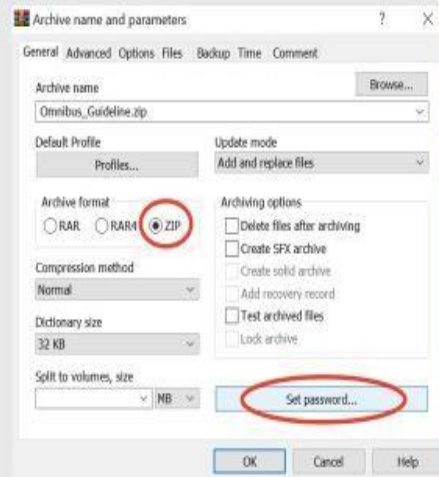 Archive name and parameters ? X
General Advanced Options Files Backup Time Comment
Archive name
Browse...
Omnibus_Guideline.zip
Default Profile
Profiles...
Update mode
Add and replace files
Archive format
RAR RAR4 ZIP
Compression method
Normal
Dictionary size
32 KB
Split to volumes, size
MB
Archiving options
Delete files after archiving
Create SFX archive
Create solid archive
Add recovery record
Test archived files
Lock archive
Set password...
OK Cancel Help